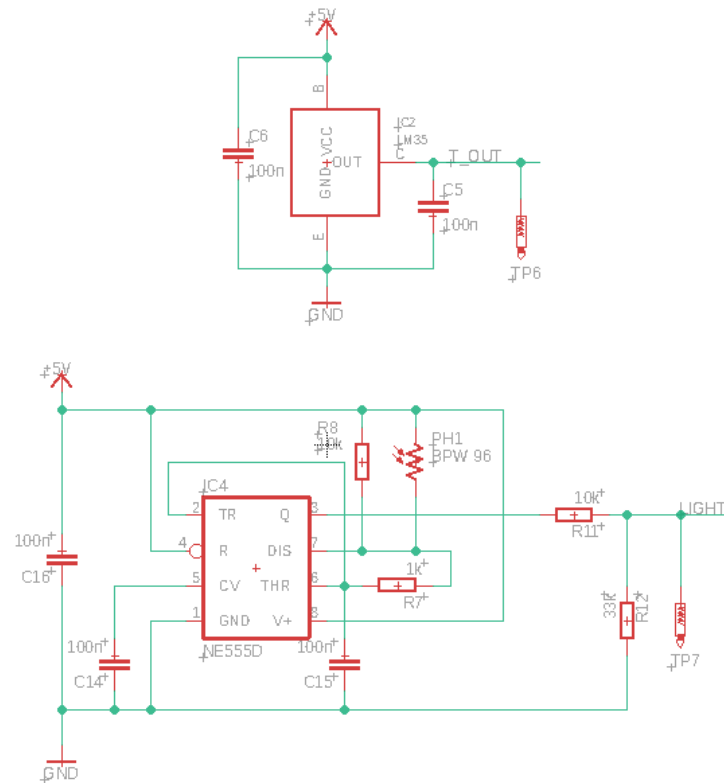 +5V
B
C6
100n
IC2
LM35
GND
VCC
OUT
C
T_OUT
C5
100n
E
TP6
GND
+5V
R8
10k
PH1
BPW 96
IC4
2
TR
Q
3
10k
LIGHT
R11
4
R
DIS
7
100n
C16
5
CV
THR
6
1k
R7
33k
R12
1
GND
V+
8
NE555D
100n
C14
100n
C15
TP7
GND